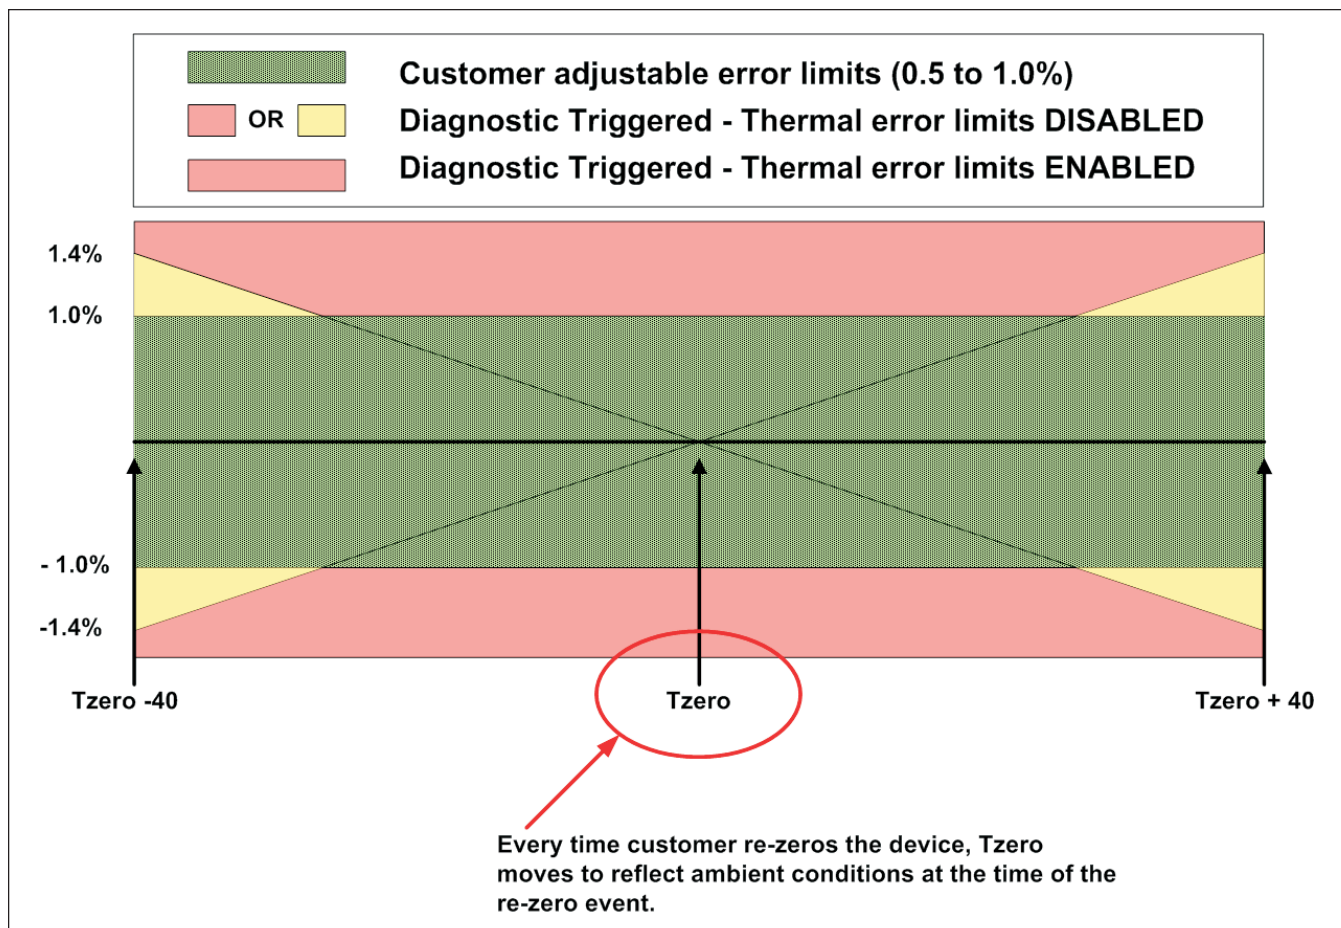 Customer adjustable error limits (0.5 to 1.0%)
OR
Diagnostic Triggered - Thermal error limits DISABLED
Diagnostic Triggered - Thermal error limits ENABLED
1.4%
1.0%
- 1.0%
-1.4%
Tzero -40
Tzero
Tzero + 40
Every time customer re-zeros the device, Tzero
moves to reflect ambient conditions at the time of the
re-zero event.